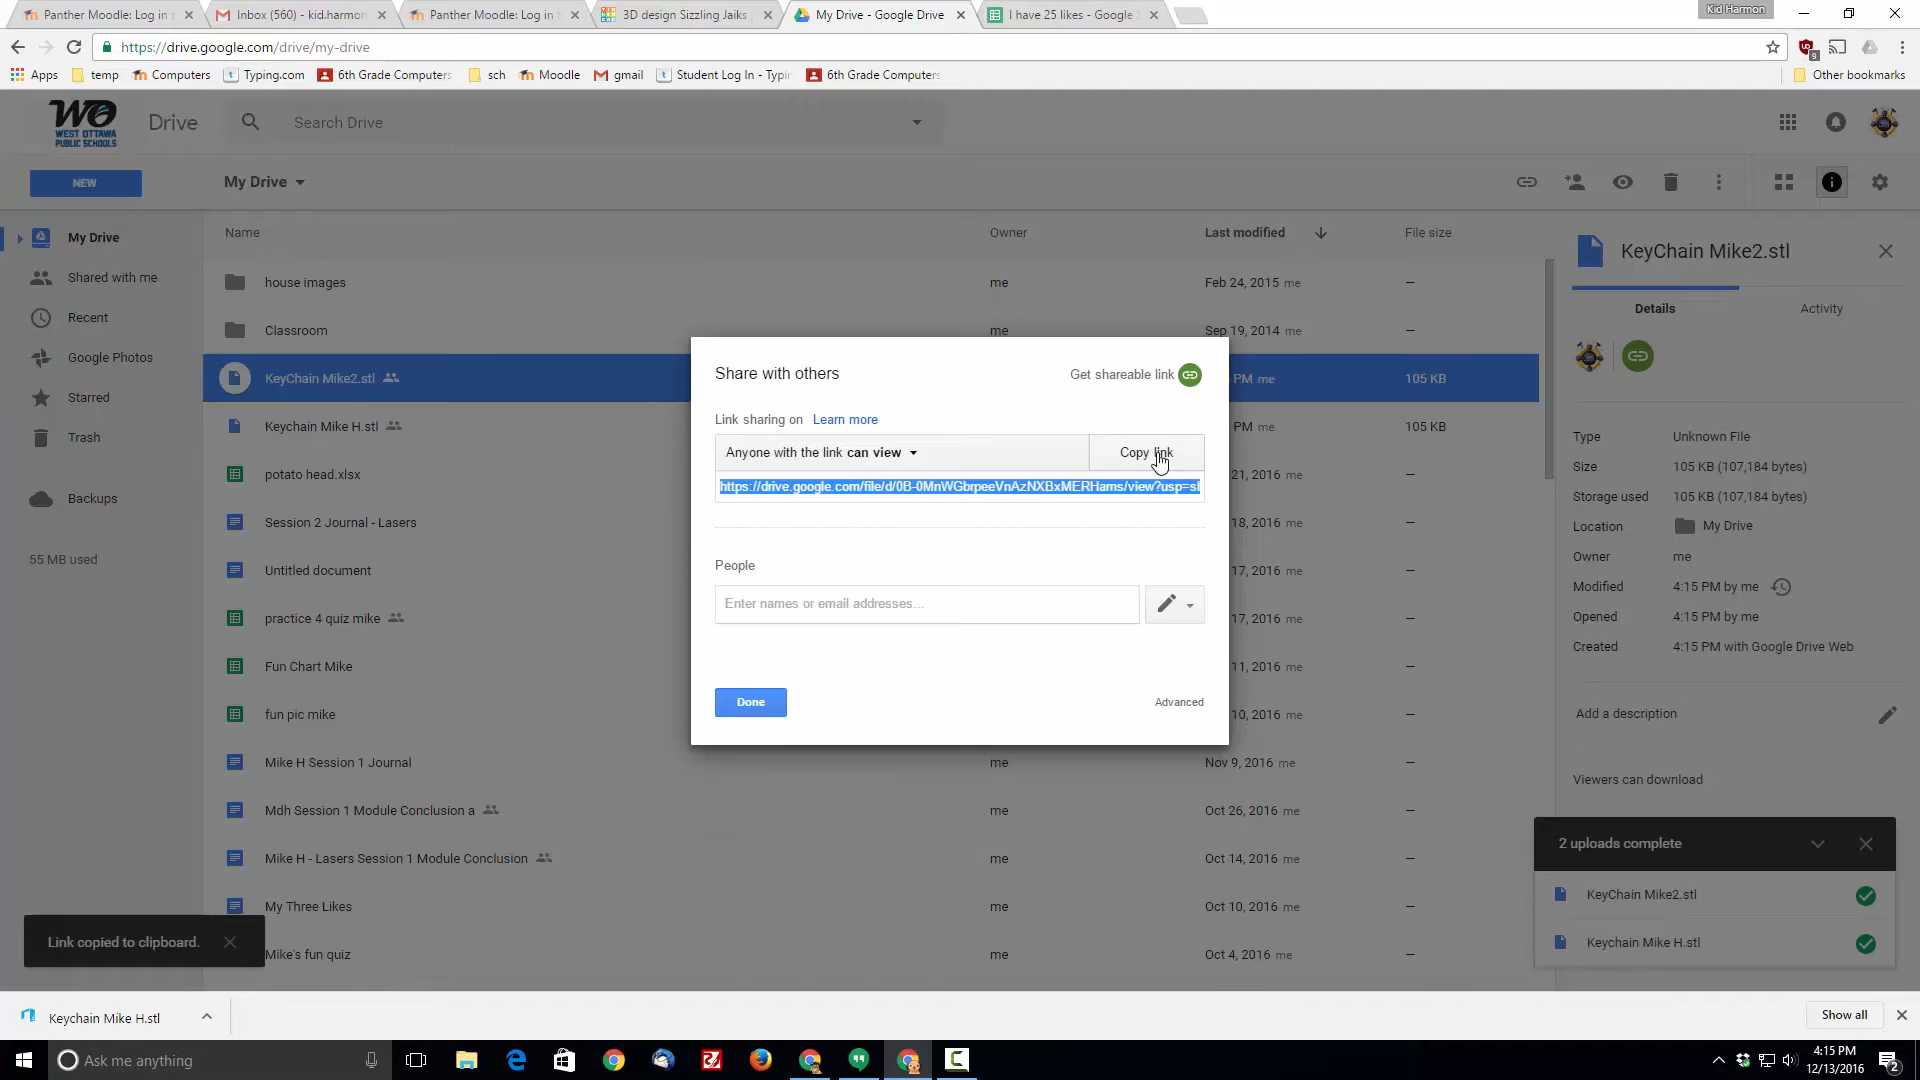 Panther Moodle: Log in
Inbox (560) - kid.harmon
Panther Moodle: Log in
3D design Sizzling Jaiks
My Drive - Google Drive
I have 25 likes - Google
Kid Harmon
https://drive.google.com/drive/my-drive
9
Apps
temp
Computers
Typing.com
6th Grade Computers
sch
Moodle
gmail
Student Log In - Typi
6th Grade Computers
Other bookmarks
WO
WEST OTTAWA
PUBLIC SCHOOLS
Drive
Search Drive
NEW
My Drive
My Drive
Shared with me
Recent
Google Photos
Starred
Trash
Backups
55 MB used
Name
Owner
Last modified
File size
house images
me
Feb 24, 2015 me
–
Classroom
me
Sep 19, 2014 me
–
KeyChain Mike2.stl
PM me
105 KB
Keychain Mike H.stl
PM me
105 KB
potato head.xlsx
21, 2016 me
–
Session 2 Journal - Lasers
18, 2016 me
–
Untitled document
17, 2016 me
–
practice 4 quiz mike
17, 2016 me
–
Fun Chart Mike
11, 2016 me
–
fun pic mike
10, 2016 me
–
Mike H Session 1 Journal
me
Nov 9, 2016 me
–
Mdh Session 1 Module Conclusion a
me
Oct 26, 2016 me
–
Mike H - Lasers Session 1 Module Conclusion
me
Oct 14, 2016 me
–
My Three Likes
me
Oct 10, 2016 me
–
Mike's fun quiz
me
Oct 4, 2016 me
–
Share with others
Get shareable link
Link sharing on Learn more
Anyone with the link can view
Copy link
https://drive.google.com/file/d/0B-0MnWGbrpeeVnAzNXBxMERHams/view?usp=sl
People
Enter names or email addresses...
Done
Advanced
KeyChain Mike2.stl
Details
Activity
Type
Unknown File
Size
105 KB (107,184 bytes)
Storage used
105 KB (107,184 bytes)
Location
My Drive
Owner
me
Modified
4:15 PM by me
Opened
4:15 PM by me
Created
4:15 PM with Google Drive Web
Add a description
Viewers can download
2 uploads complete
KeyChain Mike2.stl
Keychain Mike H.stl
Link copied to clipboard.
Keychain Mike H.stl
Show all
Ask me anything
4:15 PM
12/13/2016
2